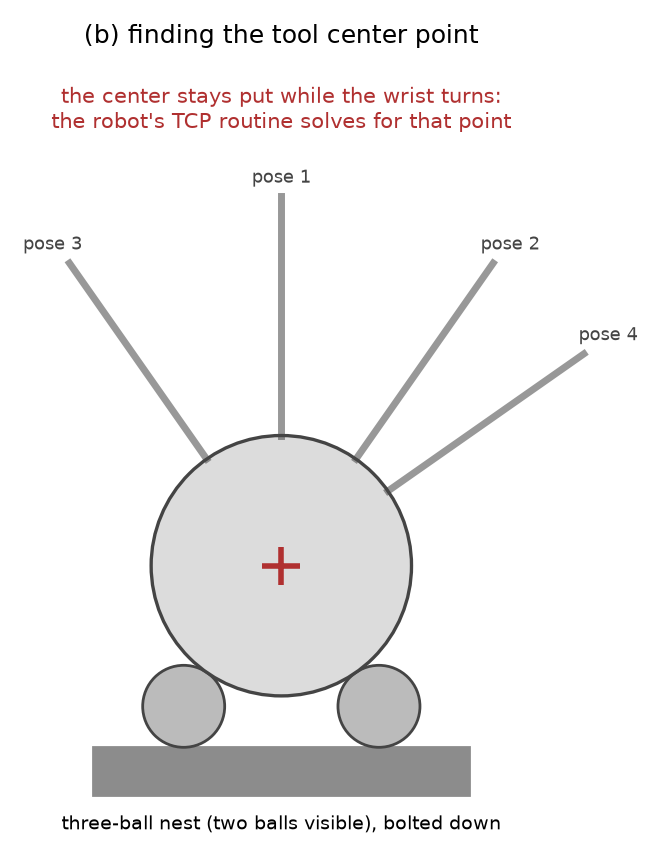 (b) finding the tool center point
the center stays put while the wrist turns:
the robot's TCP routine solves for that point
pose 1
pose 3
pose 2
pose 4
three-ball nest (two balls visible), bolted down